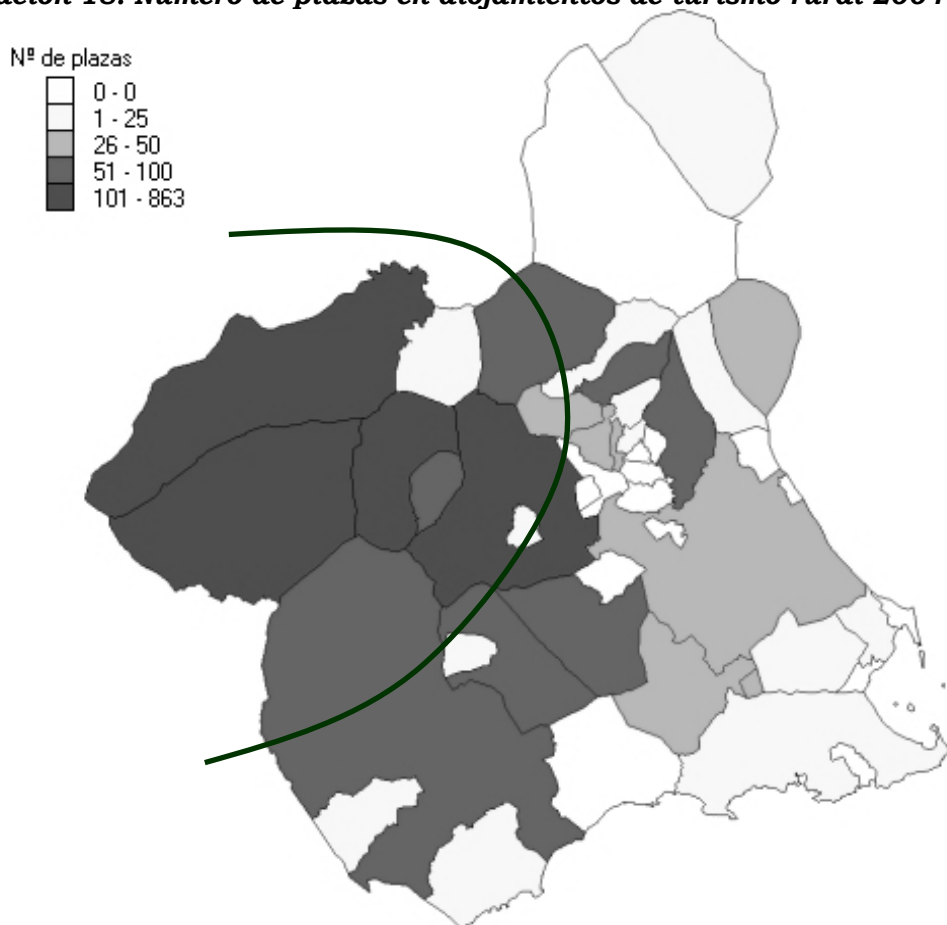 Número de plazas en alojamientos de turismo rural
Nº de plazas
0 - 0
1 - 25
26 - 50
51 - 100
101 - 863